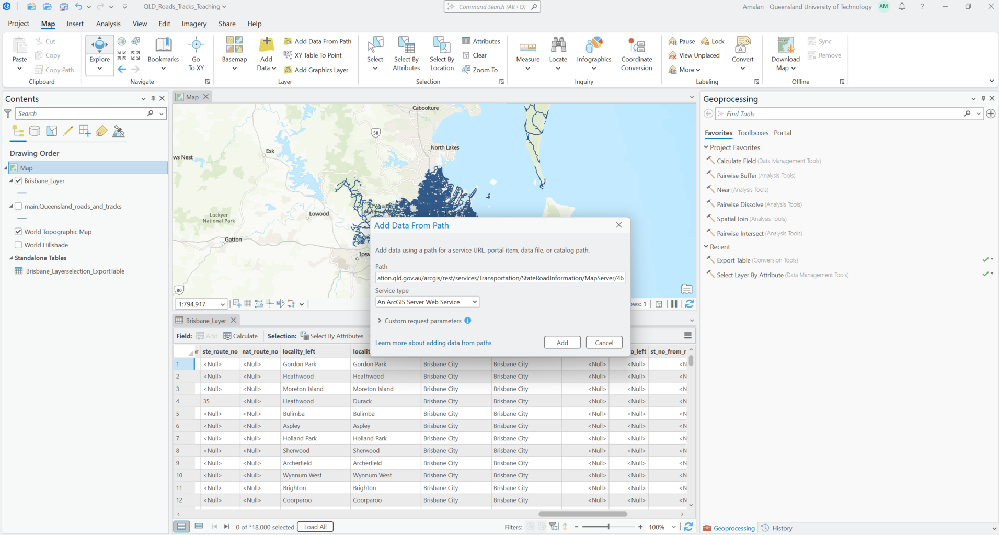 QLD_Roads_Tracks_Teaching
Command Search (Alt+Q)
Amalan - Queensland University of Technology
AM
?
Project
Map
Insert
Analysis
View
Edit
Imagery
Share
Help
Paste
Cut
Copy
Copy Path
Clipboard
Explore
Bookmarks
Go
To XY
Navigate
Basemap
Add
Data
Add Data From Path
XY Table To Point
Add Graphics Layer
Layer
Select
Select By
Attributes
Select By
Location
Attributes
Clear
Zoom To
Selection
Measure
Locate
Infographics
Coordinate
Conversion
Inquiry
Pause
Lock
View Unplaced
More
Convert
Labeling
Download
Map
Sync
Remove
Offline
Contents
Search
Drawing Order
Map
Brisbane_Layer
main.Queensland_roads_and_tracks
World Topographic Map
World Hillshade
Standalone Tables
Brisbane_Layerselection_ExportTable
Map
Caboolture
58
North Lakes
Esk
ws Nest
Lowood
Lockyer
National Park
Gatton
Ipsw
80
1:794,917
ows: 1
Add Data From Path
Add data using a path for a service URL, portal item, data file, or catalog path.
Path
ation.qld.gov.au/arcgis/rest/services/Transportation/StateRoadInformation/MapServer/46
Service type
An ArcGIS Server Web Service
Custom request parameters
Learn more about adding data from paths
Add
Cancel
Brisbane_Layer
Field: Add Calculate Selection: Select By Attributes
r ste_route_no nat_route_no locality_left localit o_left st_no_from_r
1 <Null> <Null> Gordon Park Gordon Park Brisbane City Brisbane City <Null> <Null> <N
2 <Null> <Null> Heathwood Heathwood Brisbane City Brisbane City <Null> <Null> <N
3 <Null> <Null> Moreton Island Moreton Island Brisbane City Brisbane City <Null> <Null> <N
4 35 <Null> Heathwood Durack Brisbane City Brisbane City <Null> <Null> <N
5 <Null> <Null> Bulimba Bulimba Brisbane City Brisbane City <Null> <Null> <N
6 <Null> <Null> Aspley Aspley Brisbane City Brisbane City <Null> <Null> <N
7 <Null> <Null> Holland Park Holland Park Brisbane City Brisbane City <Null> <Null> <N
8 <Null> <Null> Sherwood Sherwood Brisbane City Brisbane City <Null> <Null> <N
9 <Null> <Null> Archerfield Archerfield Brisbane City Brisbane City <Null> <Null> <N
10 <Null> <Null> Wynnum West Wynnum West Brisbane City Brisbane City <Null> <Null> <N
11 <Null> <Null> Brighton Brighton Brisbane City Brisbane City <Null> <Null> <N
12 <Null> <Null> Coorparoo Coorparoo Brisbane City Brisbane City <Null> <Null> <N
0 of *18,000 selected
Load All
Filters:
100%
Geoprocessing
Find Tools
Favorites
Toolboxes
Portal
Project Favorites
Calculate Field (Data Management Tools)
Pairwise Buffer (Analysis Tools)
Near (Analysis Tools)
Pairwise Dissolve (Analysis Tools)
Spatial Join (Analysis Tools)
Pairwise Intersect (Analysis Tools)
Recent
Export Table (Conversion Tools)
Select Layer By Attribute (Data Management Tools)
Geoprocessing
History